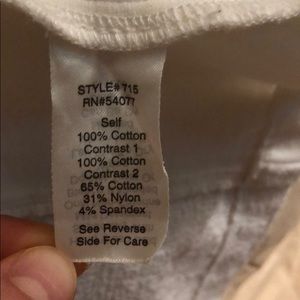 STYLE# 715
RN#54077
Self
100% Cotton
Contrast 1
100% Cotton
Contrast 2
65% Cotton
31% Nylon
4% Spandex
See Reverse
Side For Care